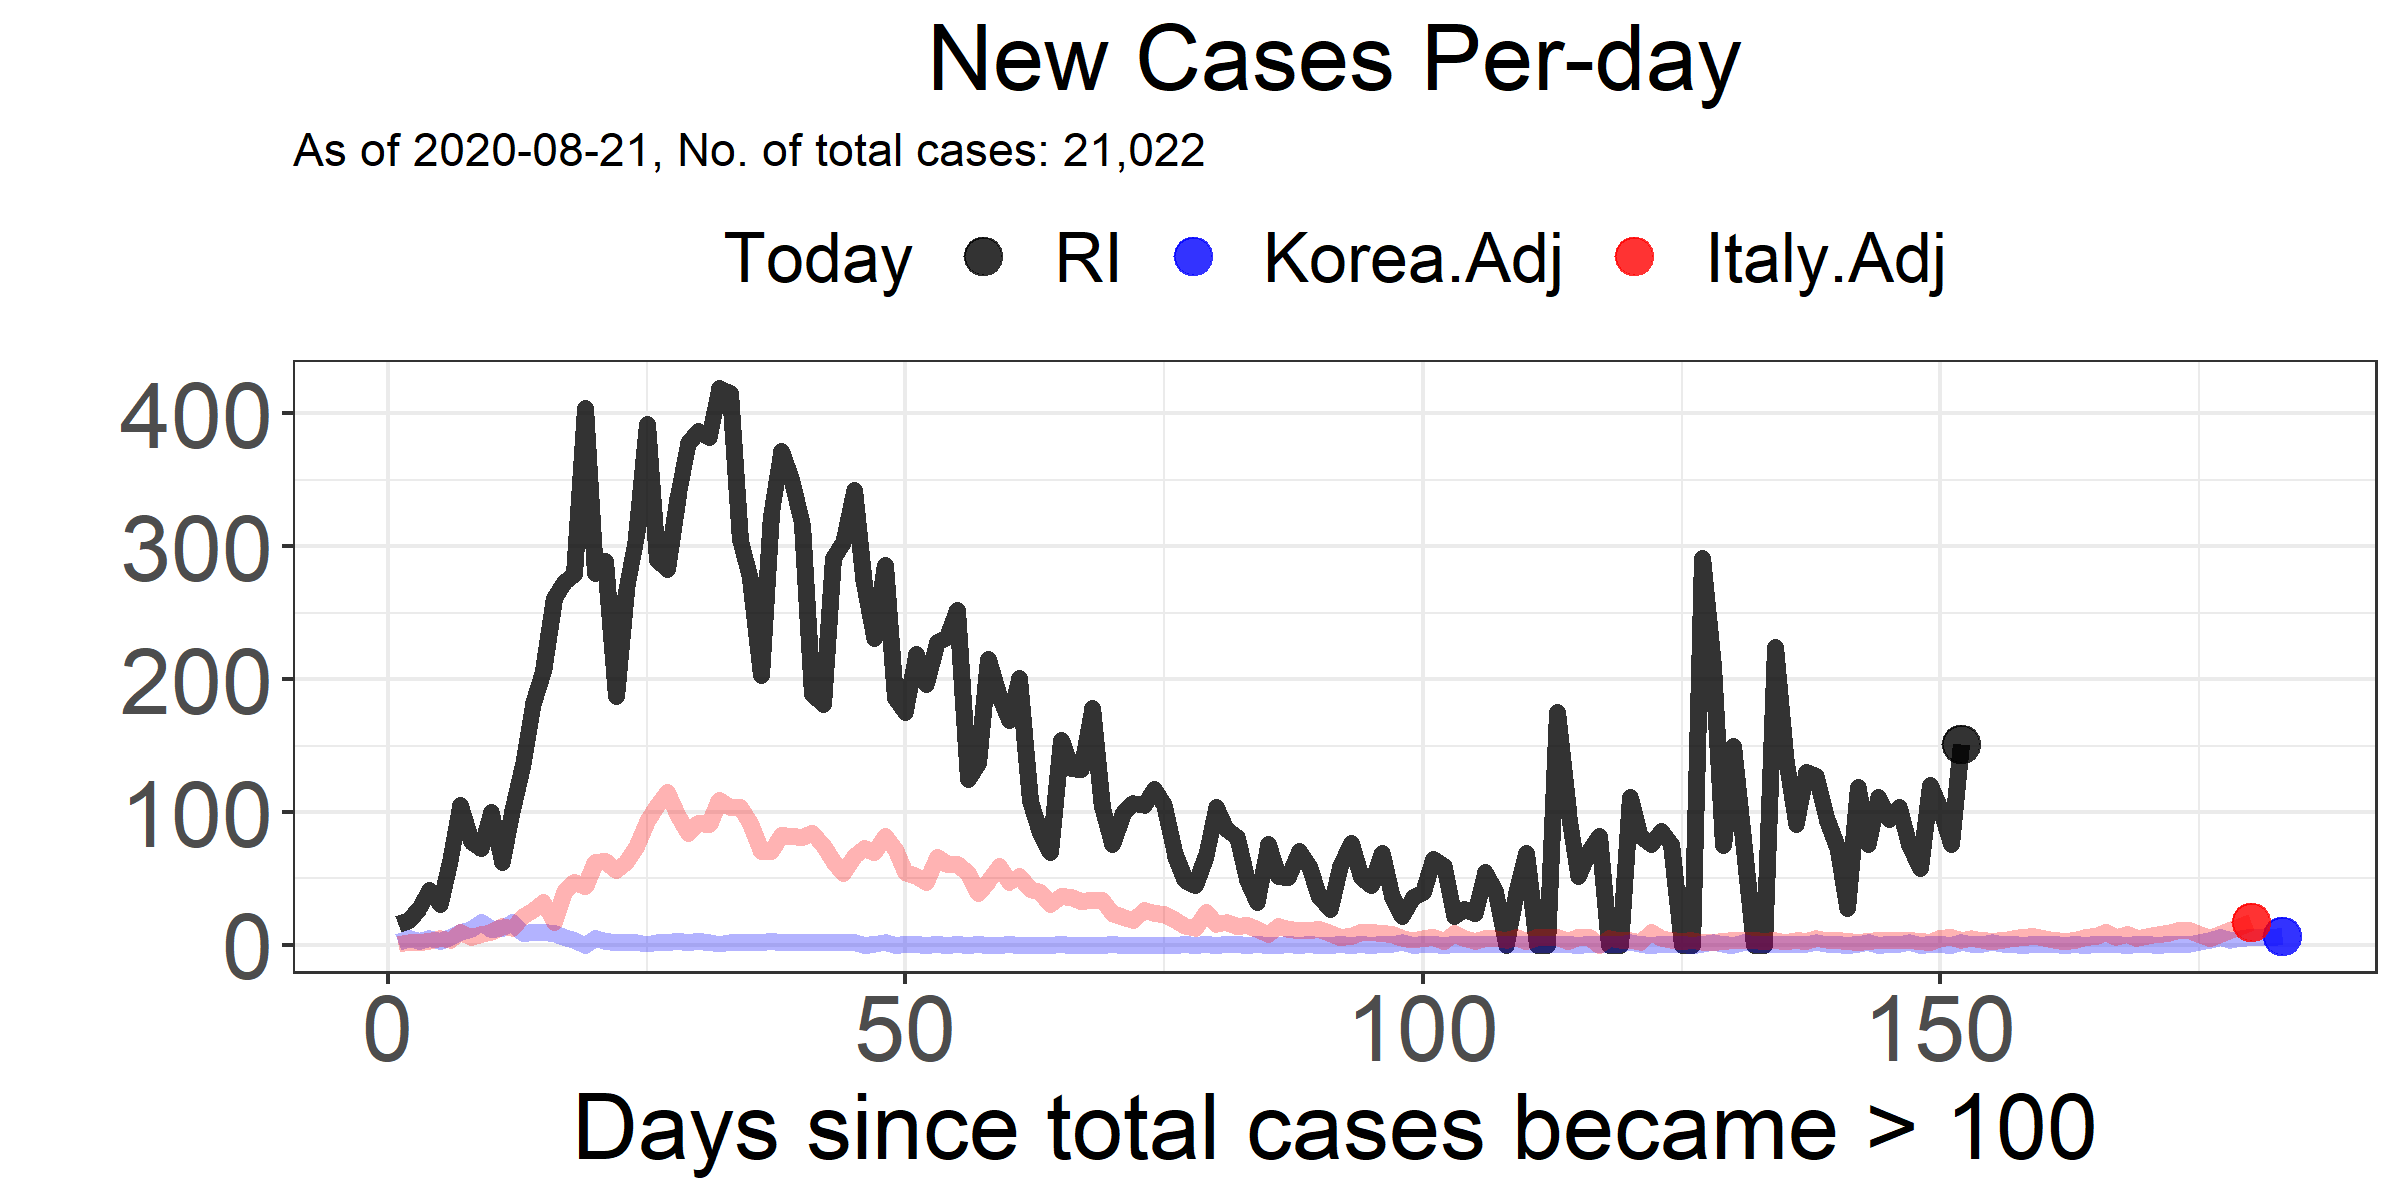 New Cases Per-day
As of 2020-08-21, No. of total cases: 21,022
Today RI Korea.Adj Italy.Adj
400
300
200
100
0
0 50 100 150
Days since total cases became > 100